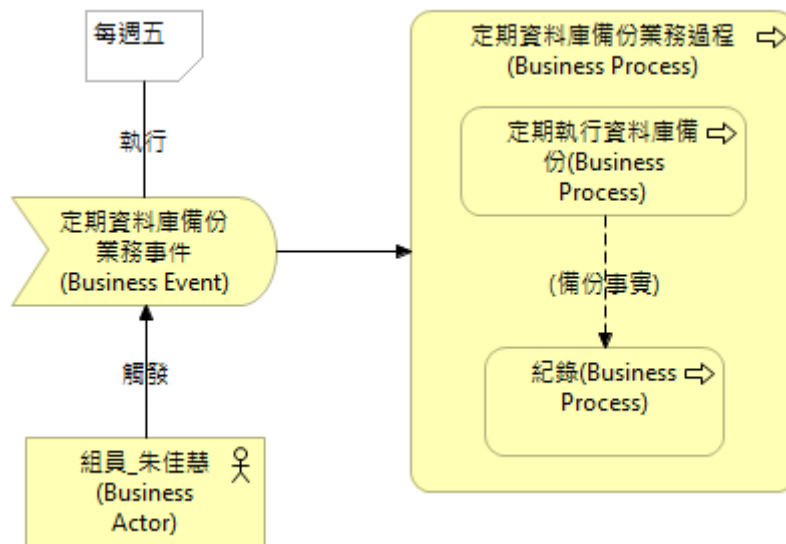 每週五
執行
定期資料庫備份
業務事件
(Business Event)
觸發
組員_朱佳慧
(Business
Actor)
定期資料庫備份業務過程
(Business Process)
定期執行資料庫備
份(Business
Process)
(備份事實)
紀錄(Business
Process)